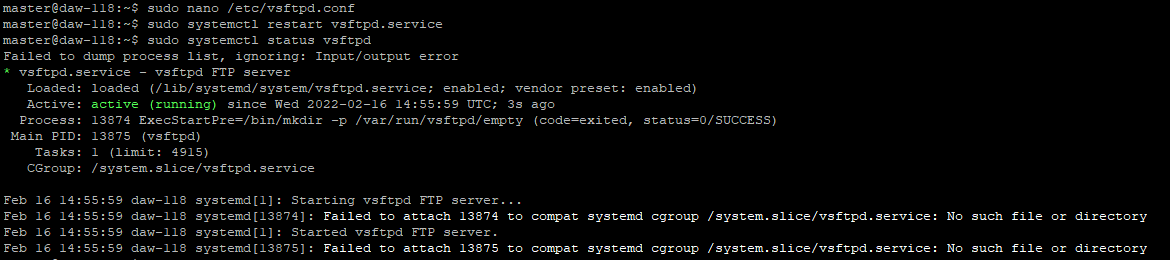 master@daw-118:~$ sudo nano /etc/vsftpd.conf
master@daw-118:~$ sudo systemctl restart vsftpd.service
master@daw-118:~$ sudo systemctl status vsftpd
Failed to dump process list, ignoring: Input/output error
* vsftpd.service - vsftpd FTP server
   Loaded: loaded (/lib/systemd/system/vsftpd.service; enabled; vendor preset: enabled)
   Active: active (running) since Wed 2022-02-16 14:55:59 UTC; 3s ago
  Process: 13874 ExecStartPre=/bin/mkdir -p /var/run/vsftpd/empty (code=exited, status=0/SUCCESS)
 Main PID: 13875 (vsftpd)
    Tasks: 1 (limit: 4915)
   CGroup: /system.slice/vsftpd.service
Feb 16 14:55:59 daw-118 systemd[1]: Starting vsftpd FTP server...
Feb 16 14:55:59 daw-118 systemd[13874]: Failed to attach 13874 to compat systemd cgroup /system.slice/vsftpd.service: No such file or directory
Feb 16 14:55:59 daw-118 systemd[1]: Started vsftpd FTP server.
Feb 16 14:55:59 daw-118 systemd[13875]: Failed to attach 13875 to compat systemd cgroup /system.slice/vsftpd.service: No such file or directory